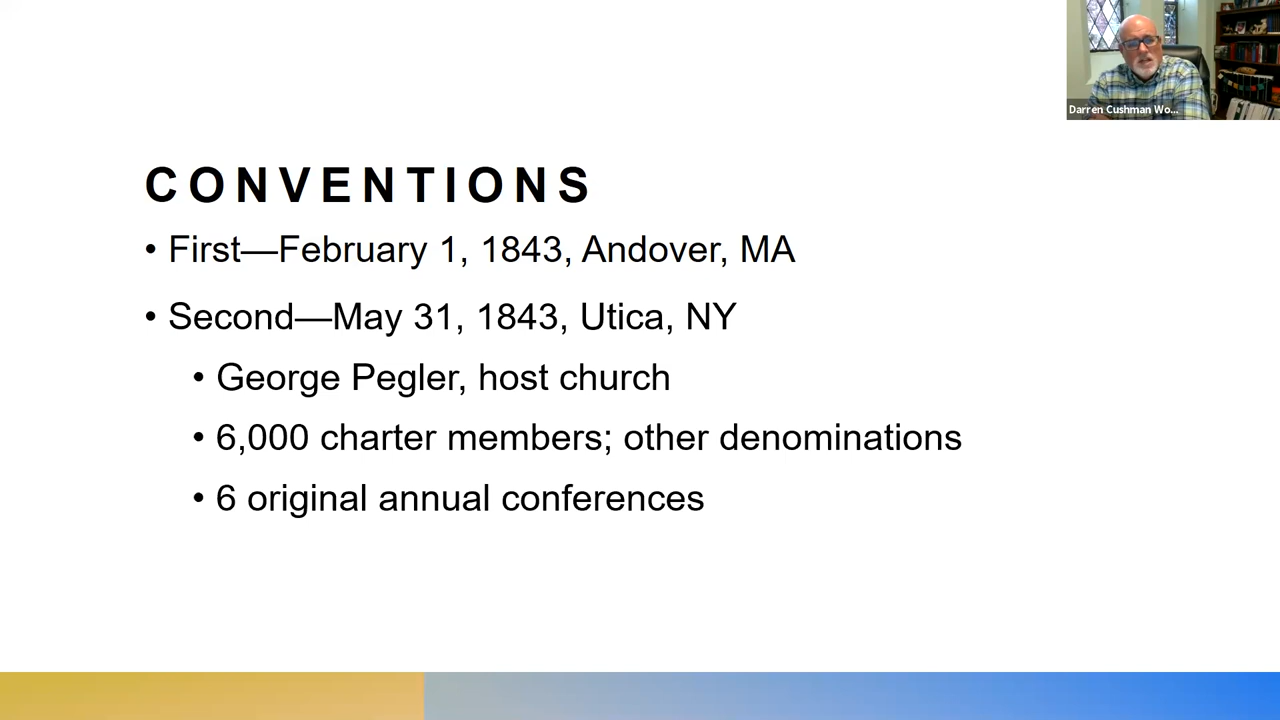 Darren Cushman Wo...
CONVENTIONS
• First—February 1, 1843, Andover, MA
• Second—May 31, 1843, Utica, NY
• George Pegler, host church
• 6,000 charter members; other denominations
• 6 original annual conferences